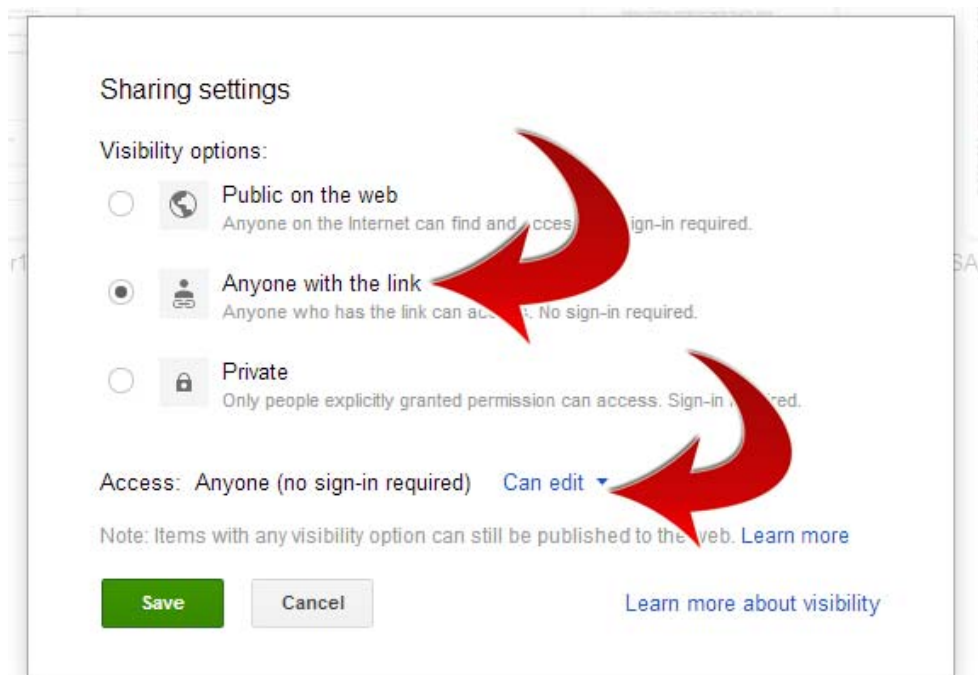 Sharing settings
Visibility options:
Public on the web
Anyone on the Internet can find and required.
Anyone with the link
Anyone who has the link can No sign-in required.
Private
Only people explicitly granted permission can access. Sign-in
Access: Anyone (no sign-in required) Can edit
Note: Items with any visibility option can still be published to the web. Learn more
Save Cancel Learn more about visibility